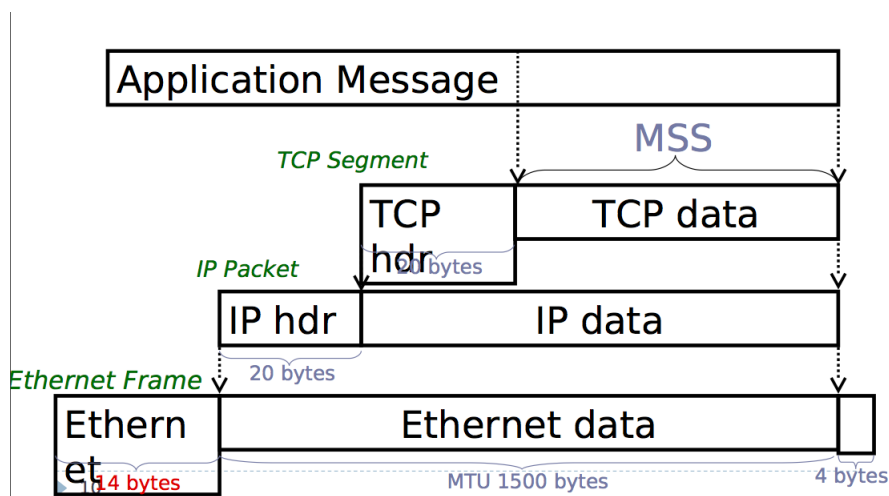 Application Message
MSS
TCP Segment
TCP
hdr
TCP data
20 bytes
IP Packet
IP hdr
IP data
20 bytes
Ethernet Frame
Ethern
et
Ethernet data
10
14 bytes
MTU 1500 bytes
4 bytes